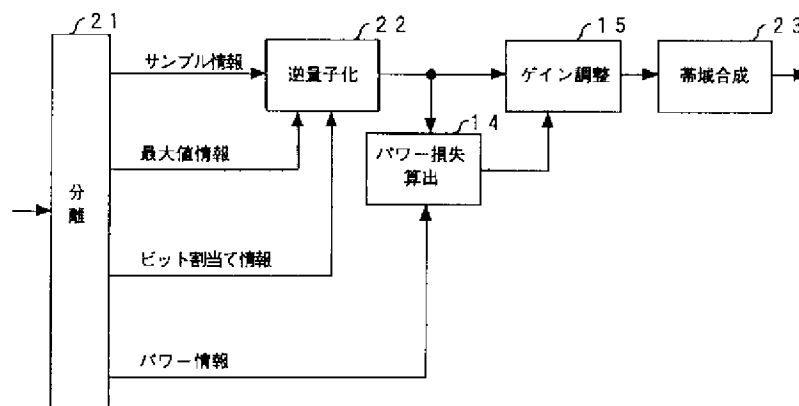 21
22
15
23
サンプル情報
逆量子化
ゲイン調整
帯域合成
14
最大値情報
パワー損失
算出
分
離
ビット割当て情報
パワー情報